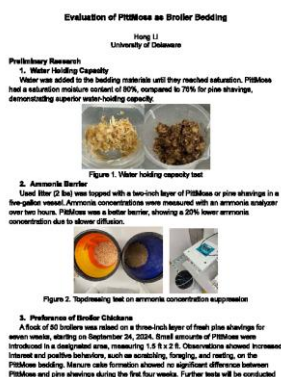 Evaluation of PittMoss as Broiler Bedding
Hong Li
University of Delaware
Preliminary Research
1. Water Holding Capacity
Water was added to the bedding materials until they reached saturation. PittMoss
had a saturation moisture content of 80%, compared to 76% for pine shavings,
demonstrating superior water-holding capacity.
Figure 1. Water holding capacity test
2. Ammonia Barrier
Used litter (2 lbs) was topped with a two-inch layer of PittMoss or pine shavings in a
five-gallon vessel. Ammonia concentrations were measured with an ammonia analyzer
over two hours. PittMoss was a better barrier, showing a 20% lower ammonia
concentration due to slower diffusion.
Figure 2. Topdressing test on ammonia concentration suppression
3. Preference of Broiler Chickens
A flock of 50 broilers was raised on a three-inch layer of fresh pine shavings for
seven weeks, starting on September 24, 2024. Small amounts of PittMoss were
introduced in a designated area, measuring 1.5 ft x 2 ft. Observations showed increased
interest and positive behaviors, such as scratching, foraging, and resting, on the
PittMoss bedding. Manure cake formation showed no significant difference between
PittMoss and pine shavings during the first four weeks. Further tests will be conducted